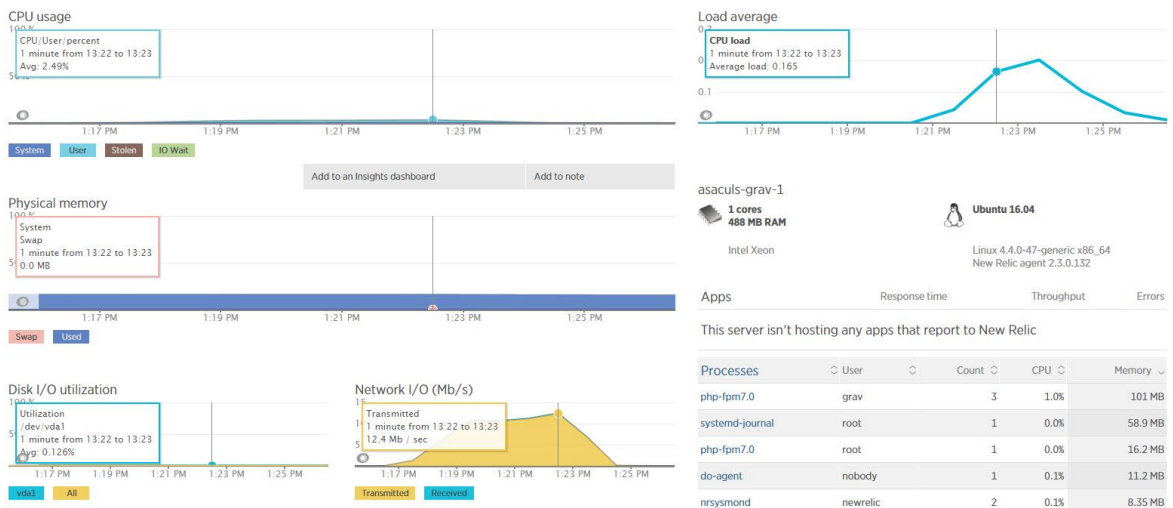 CPU usage
100 %
CPU/User/percent
1 minute from 13:22 to 13:23
Avg: 2.49%
1:17 PM 1:19 PM 1:21 PM 1:23 PM 1:25 PM
System User Stolen IO Wait
Add to an Insights dashboard Add to note
Physical memory
100 %
System
Swap
1 minute from 13:22 to 13:23
0.0 MB
1:17 PM 1:19 PM 1:21 PM 1:23 PM 1:25 PM
Swap Used
Disk I/O utilization
100 %
Utilization
/dev/vda1
1 minute from 13:22 to 13:23
Avg: 0.126%
1:17 PM 1:19 PM 1:21 PM 1:23 PM 1:25 PM
vda1 All
Network I/O (Mb/s)
15
Transmitted
1 minute from 13:22 to 13:23
12.4 Mb / sec
5
1:17 PM 1:19 PM 1:21 PM 1:23 PM 1:25 PM
Transmitted Received
Load average
CPU load
1 minute from 13:22 to 13:23
Average load: 0.165
0.1
1:17 PM 1:19 PM 1:21 PM 1:23 PM 1:25 PM
asaculs-grav-1
1 cores
488 MB RAM
Intel Xeon
Ubuntu 16.04
Linux 4.4.0-47-generic x86_64
New Relic agent 2.3.0.132
Apps Response time Throughput Errors
This server isn't hosting any apps that report to New Relic
Processes User Count CPU Memory
php-fpm7.0 grav 3 1.0% 101 MB
systemd-journal root 1 0.0% 58.9 MB
php-fpm7.0 root 1 0.0% 16.2 MB
do-agent nobody 1 0.1% 11.2 MB
nrsysmond newrelic 2 0.1% 8.35 MB